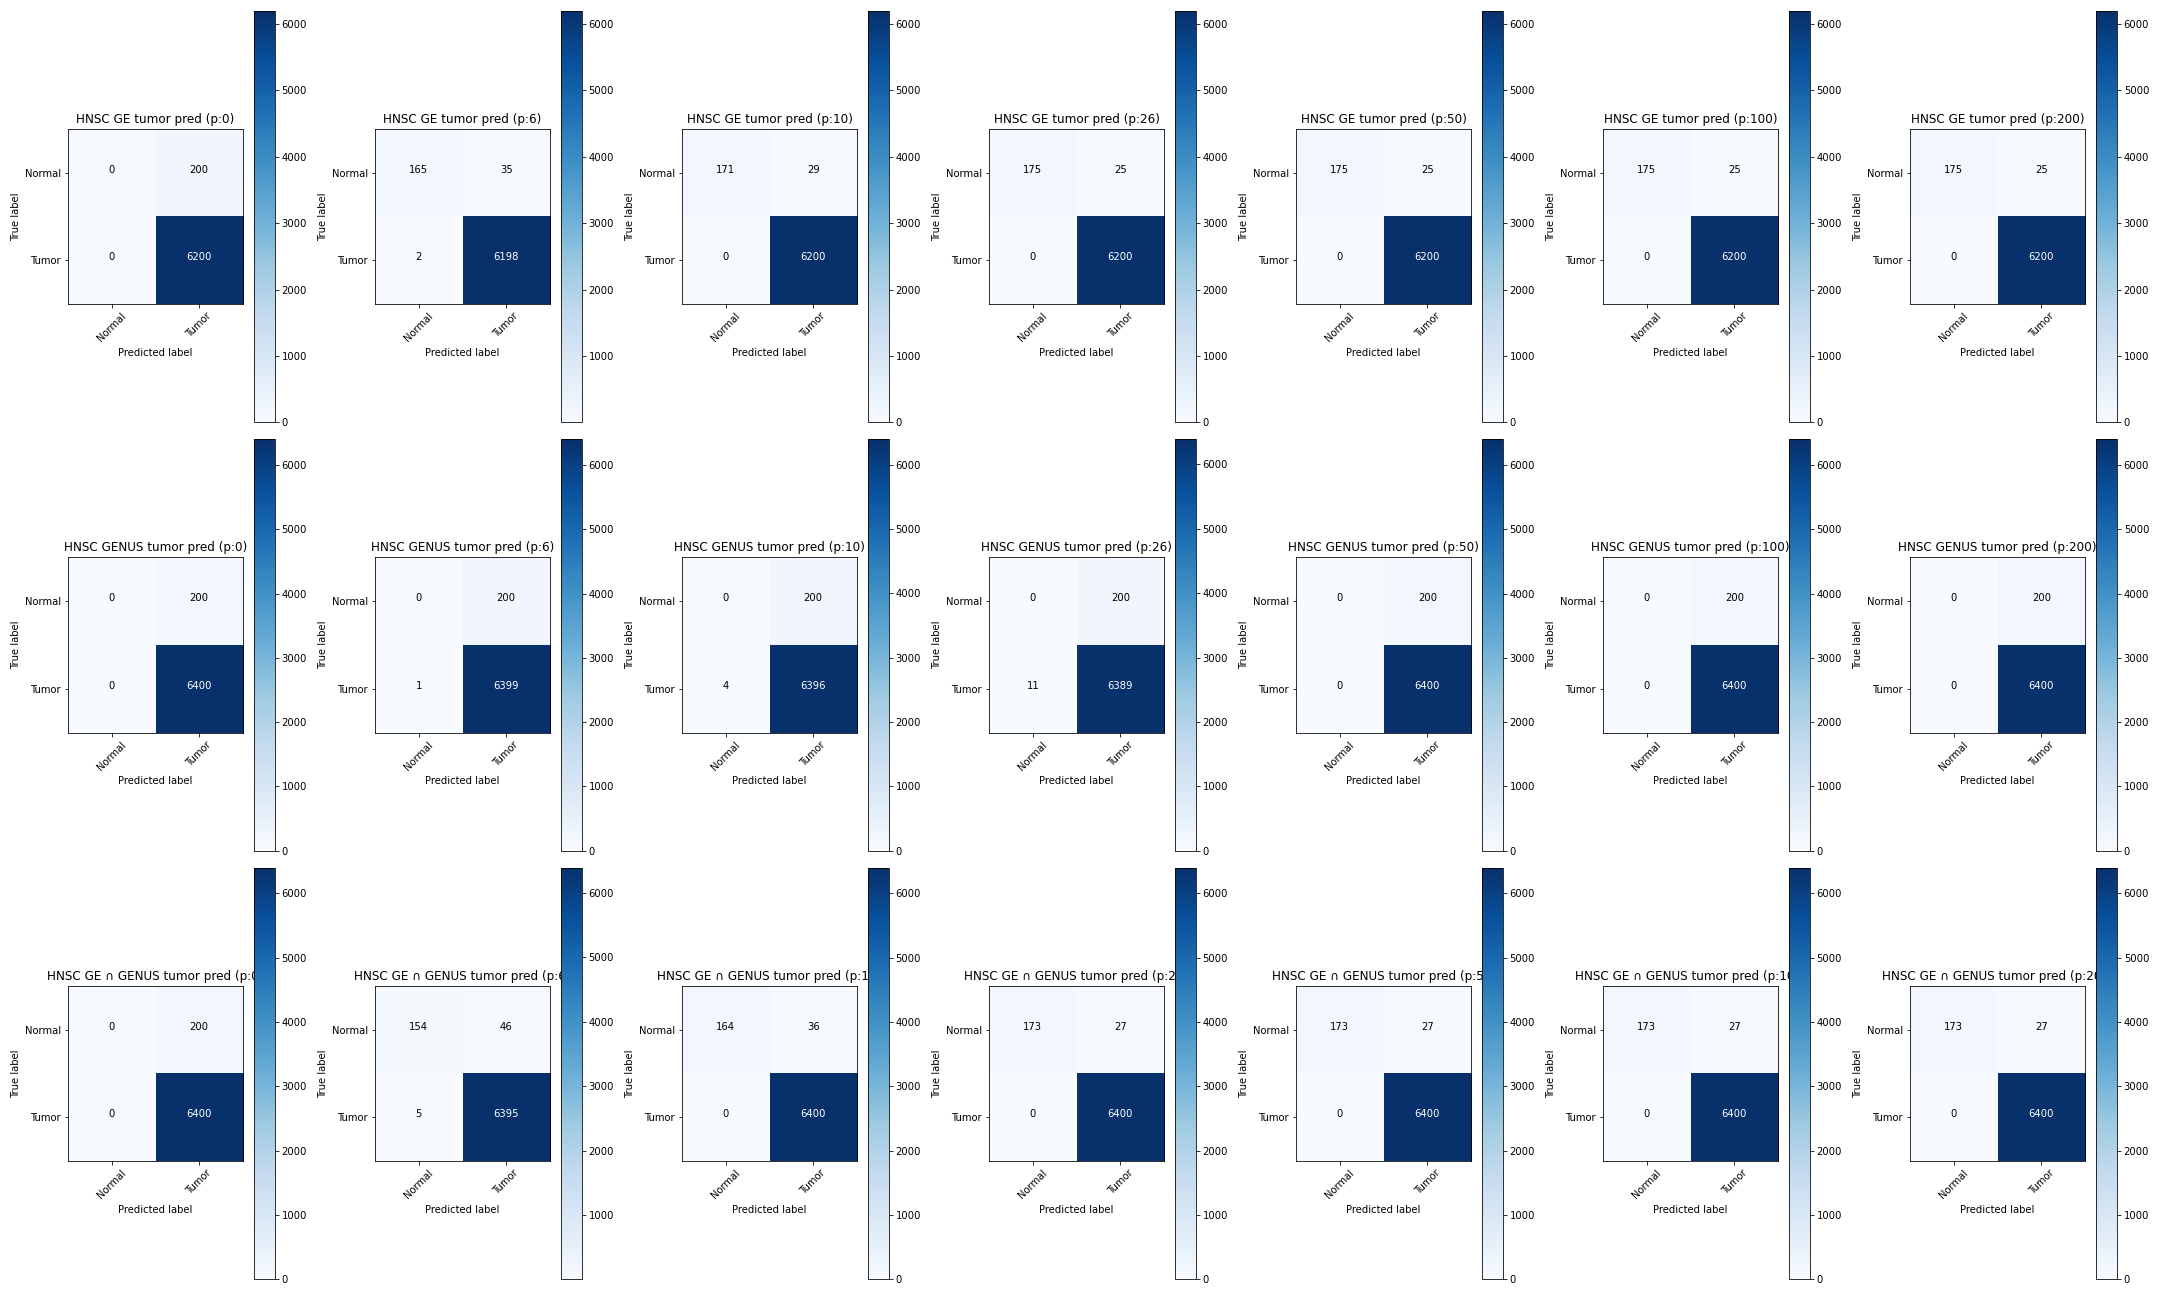 HNSC GE tumor pred (p:0)
True label
Normal 0 200
Tumor 0 6200
Normal Tumor
Predicted label
6000
5000
4000
3000
2000
1000
0
HNSC GE tumor pred (p:6)
True label
Normal 165 35
Tumor 2 6198
Normal Tumor
Predicted label
6000
5000
4000
3000
2000
1000
HNSC GE tumor pred (p:10)
True label
Normal 171 29
Tumor 0 6200
Normal Tumor
Predicted label
6000
5000
4000
3000
2000
1000
0
HNSC GE tumor pred (p:26)
True label
Normal 175 25
Tumor 0 6200
Normal Tumor
Predicted label
6000
5000
4000
3000
2000
1000
0
HNSC GE tumor pred (p:50)
True label
Normal 175 25
Tumor 0 6200
Normal Tumor
Predicted label
6000
5000
4000
3000
2000
1000
0
HNSC GE tumor pred (p:100)
True label
Normal 175 25
Tumor 0 6200
Normal Tumor
Predicted label
6000
5000
4000
3000
2000
1000
0
HNSC GE tumor pred (p:200)
True label
Normal 175 25
Tumor 0 6200
Normal Tumor
Predicted label
6000
5000
4000
3000
2000
1000
0
HNSC GENUS tumor pred (p:0)
True label
Normal 0 200
Tumor 0 6400
Normal Tumor
Predicted label
6000
5000
4000
3000
2000
1000
0
HNSC GENUS tumor pred (p:6)
True label
Normal 0 200
Tumor 1 6399
Normal Tumor
Predicted label
6000
5000
4000
3000
2000
1000
0
HNSC GENUS tumor pred (p:10)
True label
Normal 0 200
Tumor 4 6396
Normal Tumor
Predicted label
6000
5000
4000
3000
2000
1000
0
HNSC GENUS tumor pred (p:26)
True label
Normal 0 200
Tumor 11 6389
Normal Tumor
Predicted label
6000
5000
4000
3000
2000
1000
0
HNSC GENUS tumor pred (p:50)
True label
Normal 0 200
Tumor 0 6400
Normal Tumor
Predicted label
6000
5000
4000
3000
2000
1000
0
HNSC GENUS tumor pred (p:100)
True label
Normal 0 200
Tumor 0 6400
Normal Tumor
Predicted label
6000
5000
4000
3000
2000
1000
0
HNSC GENUS tumor pred (p:200)
True label
Normal 0 200
Tumor 0 6400
Normal Tumor
Predicted label
6000
5000
4000
3000
2000
1000
0
HNSC GE ∩ GENUS tumor pred (p:
True label
Normal 0 200
Tumor 0 6400
Normal Tumor
Predicted label
6000
5000
4000
3000
2000
1000
0
HNSC GE ∩ GENUS tumor pred (p:
True label
Normal 154 46
Tumor 5 6395
Normal Tumor
Predicted label
6000
5000
4000
3000
2000
1000
HNSC GE ∩ GENUS tumor pred (p:1
True label
Normal 164 36
Tumor 0 6400
Normal Tumor
Predicted label
6000
5000
4000
3000
2000
1000
0
HNSC GE ∩ GENUS tumor pred (p:2
True label
Normal 173 27
Tumor 0 6400
Normal Tumor
Predicted label
6000
5000
4000
3000
2000
1000
0
HNSC GE ∩ GENUS tumor pred (p:5
True label
Normal 173 27
Tumor 0 6400
Normal Tumor
Predicted label
6000
5000
4000
3000
2000
1000
0
HNSC GE ∩ GENUS tumor pred (p:10
True label
Normal 173 27
Tumor 0 6400
Normal Tumor
Predicted label
6000
5000
4000
3000
2000
1000
0
HNSC GE ∩ GENUS tumor pred (p:20
True label
Normal 173 27
Tumor 0 6400
Normal Tumor
Predicted label
6000
5000
4000
3000
2000
1000
0